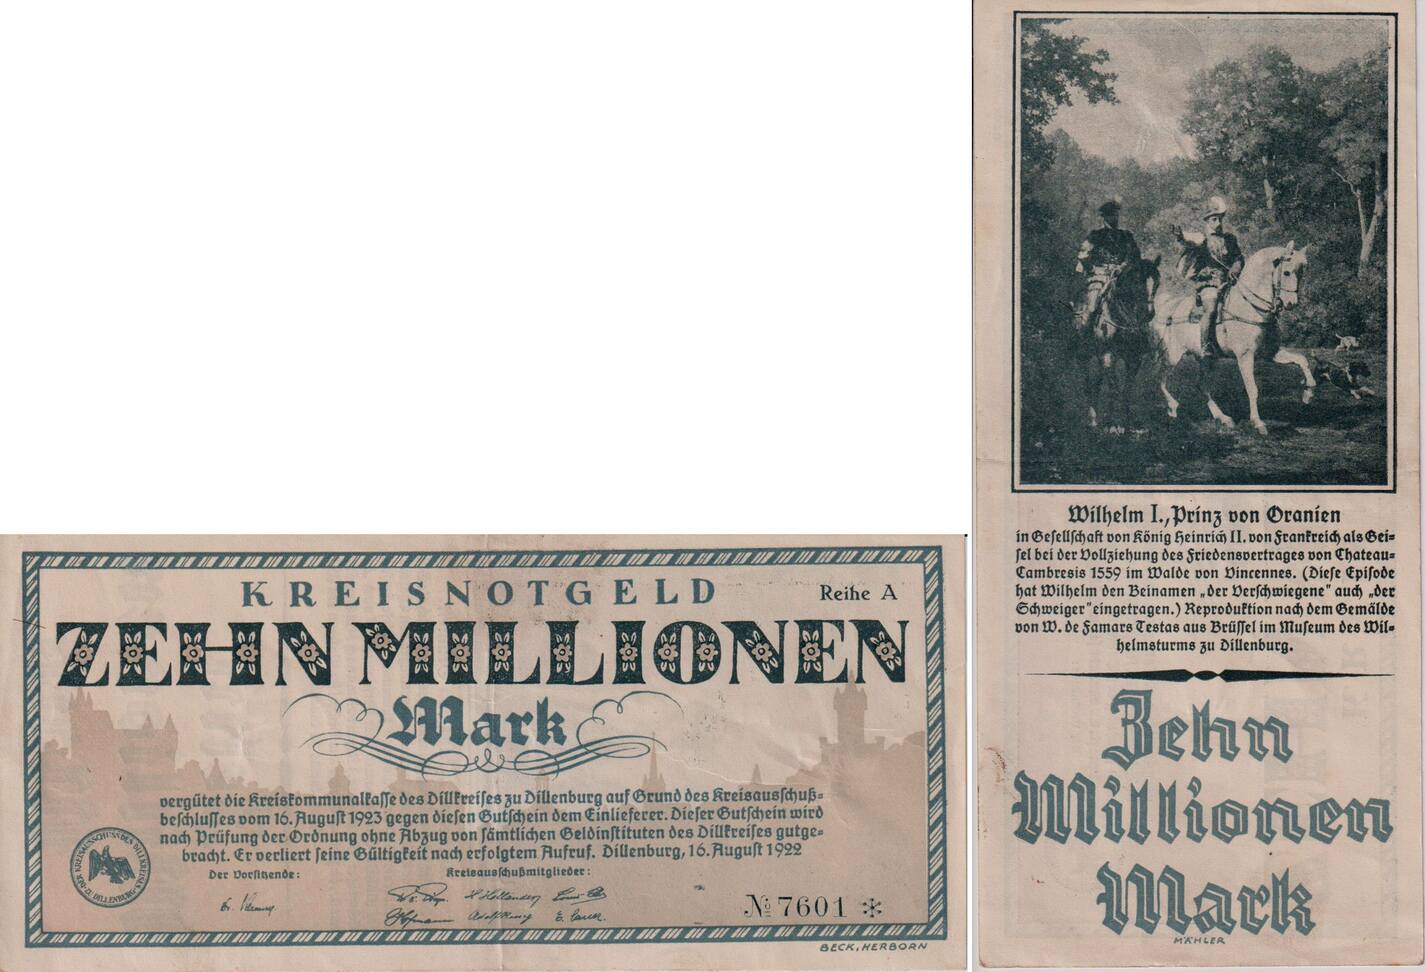 KREISNOTGELD
Reihe A
ZEHN MILLIONEN
Mark
vergütet die Kreiskommunalkasse des Dillkreises zu Dillenburg auf Grund des Kreisausschuß-
beschlusses vom 16. August 1923 gegen diesen Gutschein dem Einlieferer. Dieser Gutschein wird
nach Prüfung der Ordnung ohne Abzug von sämtlichen Geldinstituten des Dillkreises gutge-
bracht. Er verliert seine Gültigkeit nach erfolgtem Aufruf. Dillenburg, 16. August 1922
Der Vorsitzende:
Kreisausschußmitglieder:
DER KREISAUSSCHUSS DES DILLKREISES ZU DILLENBURG
№ 7601 *
BECK, HERBORN
Wilhelm I., Prinz von Oranien
in Gesellschaft von König Heinrich II. von Frankreich als Gei-
sel bei der Vollziehung des Friedensvertrages von Chateau-
Cambresis 1559 im Walde von Vincennes. (Diese Episode
hat Wilhelm den Beinamen „der Verschwiegene" auch „der
Schweiger" eingetragen.) Reproduktion nach dem Gemälde
von W. de Famars Testas aus Brüssel im Museum des Wil-
helmsturms zu Dillenburg.
Zehn
Millionen
Mark
MÄHLER